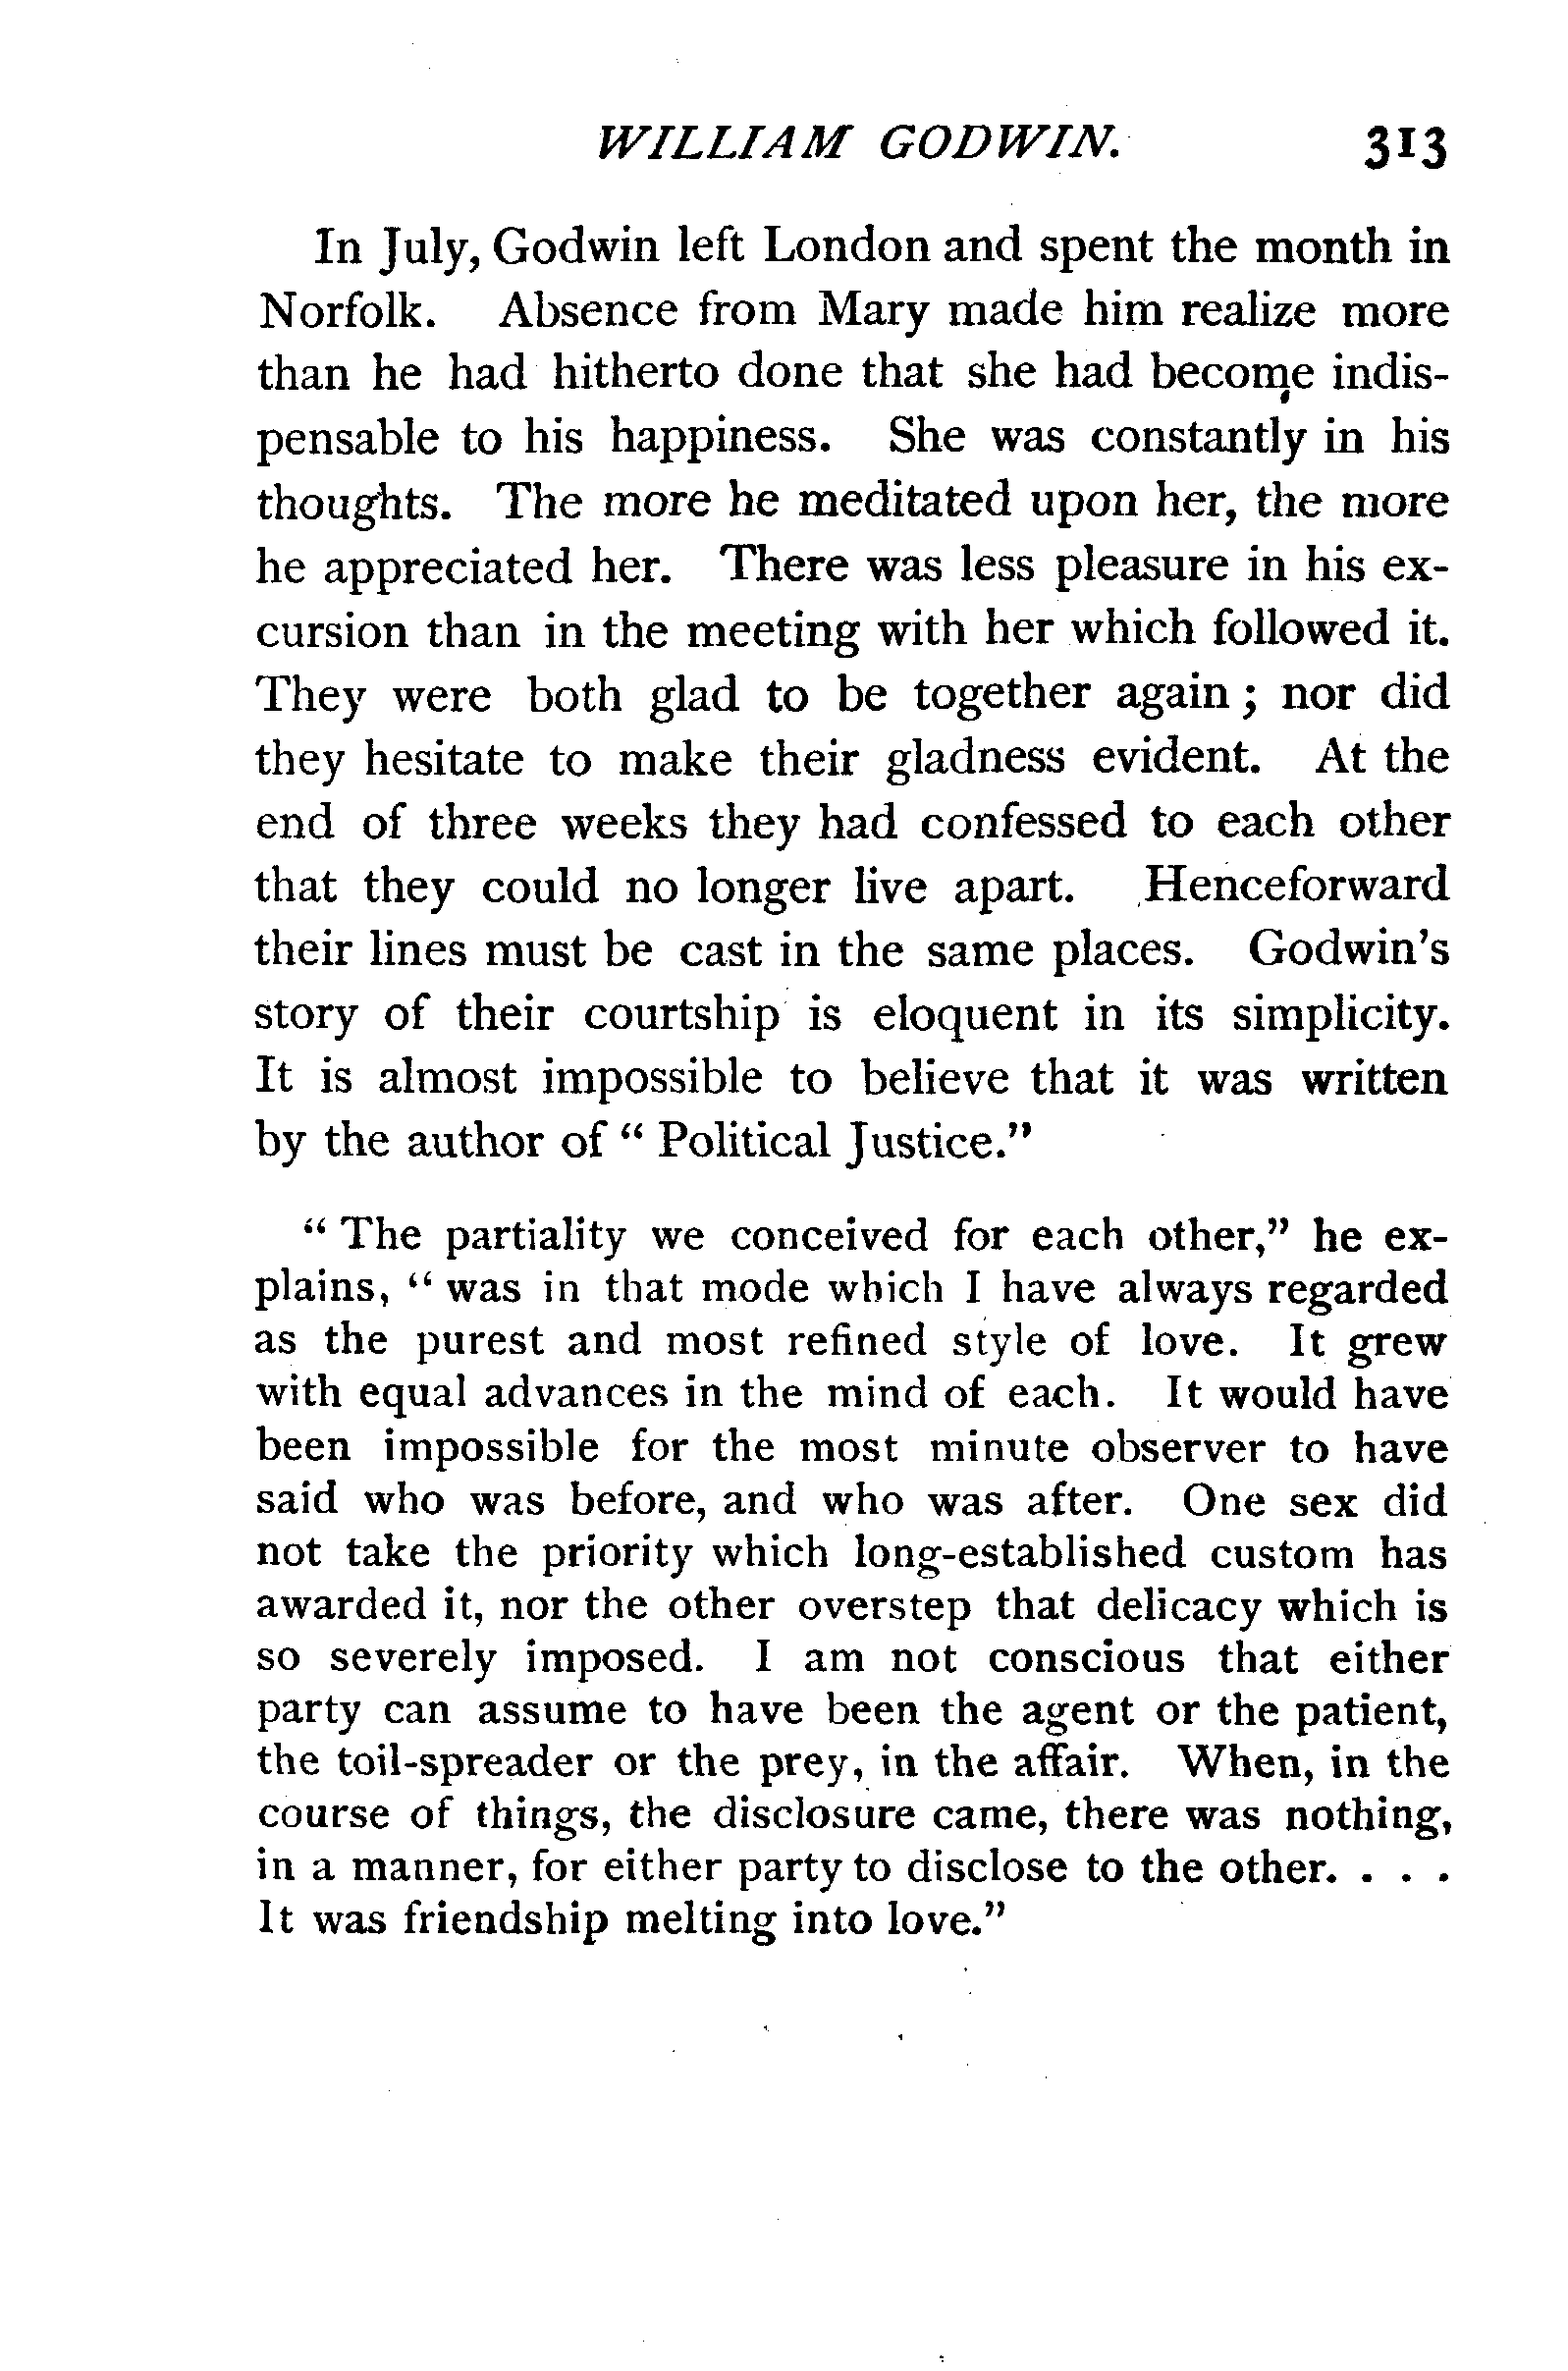 WILLIAM GODWIN. 313
In July, Godwin left London and spent the month in
Norfolk. Absence from Mary made him realize more
than he had hitherto done that she had become indis-
pensable to his happiness. She was constantly in his
thoughts. The more he meditated upon her, the more
he appreciated her. There was less pleasure in his ex-
cursion than in the meeting with her which followed it.
They were both glad to be together again; nor did
they hesitate to make their gladness evident. At the
end of three weeks they had confessed to each other
that they could no longer live apart. Henceforward
their lines must be cast in the same places. Godwin's
story of their courtship is eloquent in its simplicity.
It is almost impossible to believe that it was written
by the author of "Political Justice."
"The partiality we conceived for each other," he ex-
plains, "was in that mode which I have always regarded
as the purest and most refined style of love. It grew
with equal advances in the mind of each. It would have
been impossible for the most minute observer to have
said who was before, and who was after. One sex did
not take the priority which long-established custom has
awarded it, nor the other overstep that delicacy which is
so severely imposed. I am not conscious that either
party can assume to have been the agent or the patient,
the toil-spreader or the prey, in the affair. When, in the
course of things, the disclosure came, there was nothing,
in a manner, for either party to disclose to the other. . . .
It was friendship melting into love."